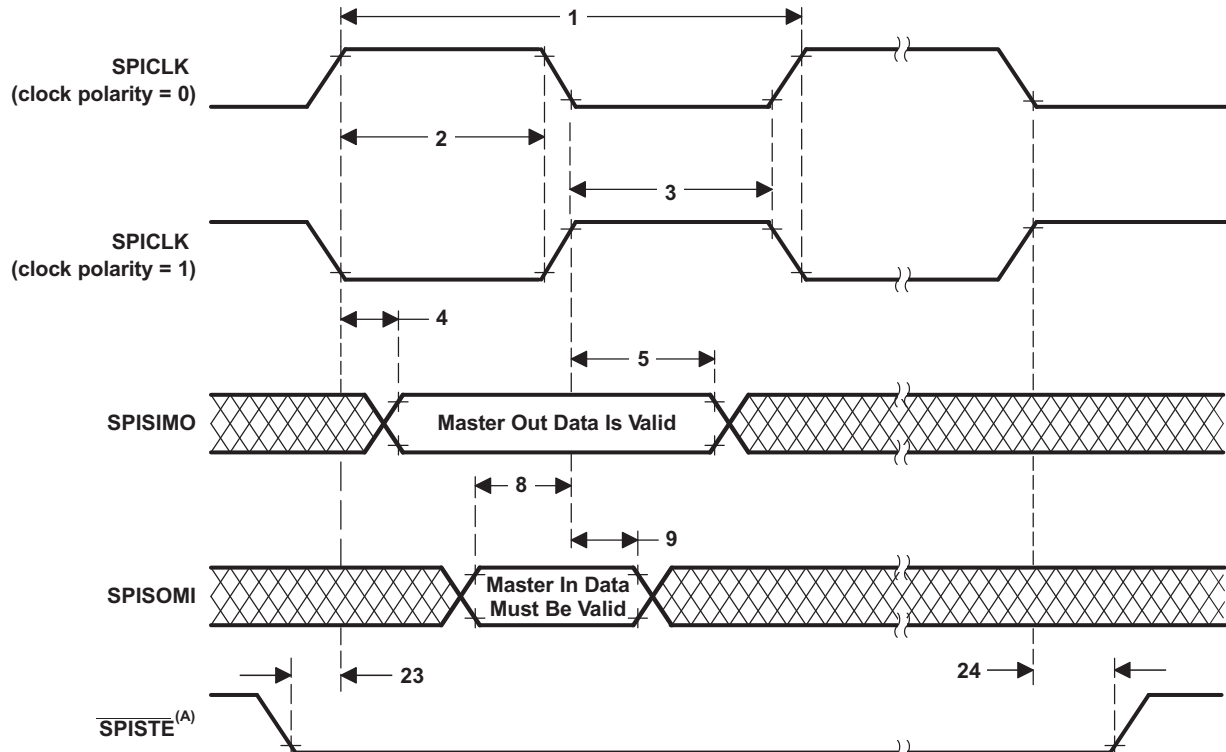 1
SPICLK
(clock polarity = 0)
2
3
SPICLK
(clock polarity = 1)
4
5
SPISIMO
Master Out Data Is Valid
8
9
SPISOMI
Master In Data
Must Be Valid
23
24
SPISTE(A)